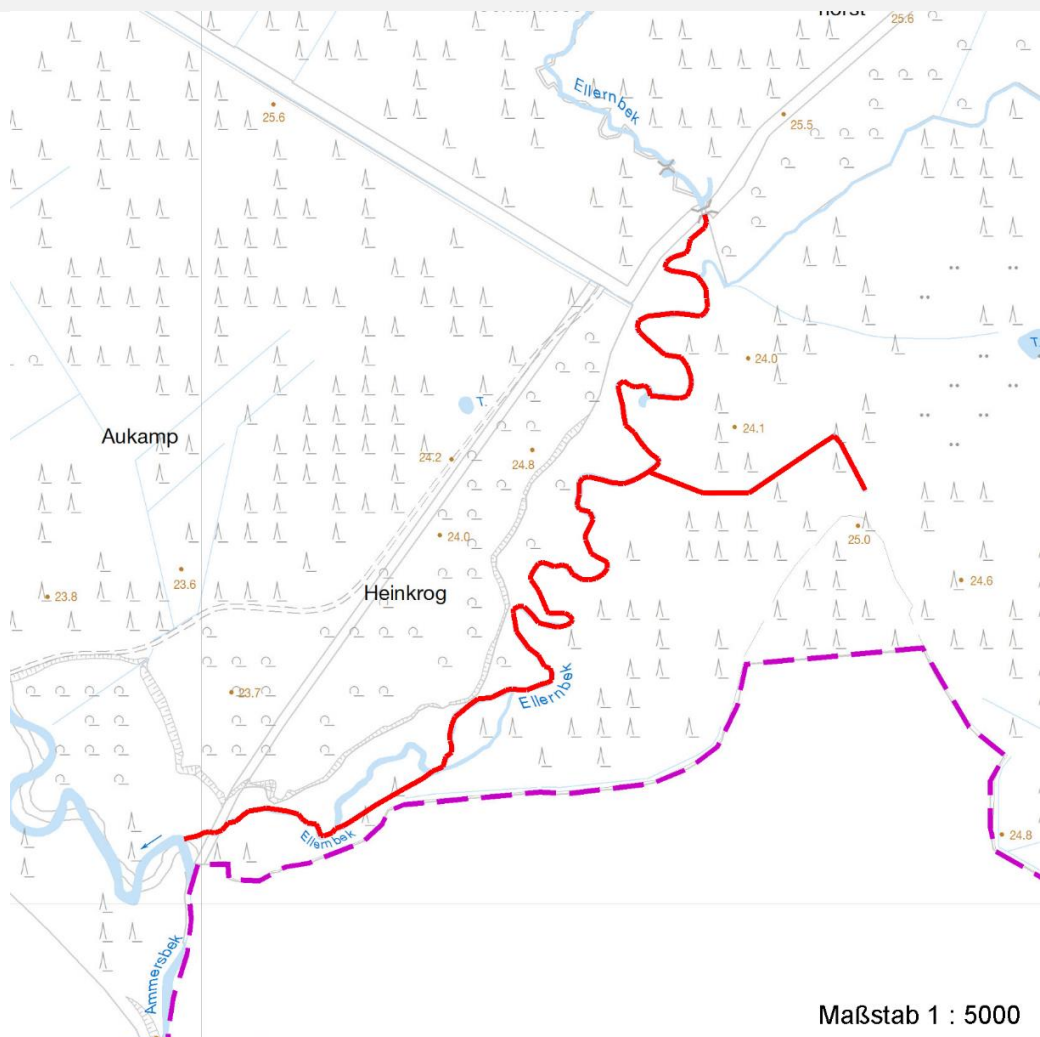 horst
25.6
Ellernbek
25.6
25.5
24.0
T.
T.
24.1
Aukamp
24.2
24.8
25.0
24.0
23.6
24.6
23.8
Heinkrog
Ellernbek
23.7
Ellernbek
24.8
Ammersbek
Maßstab 1 : 5000